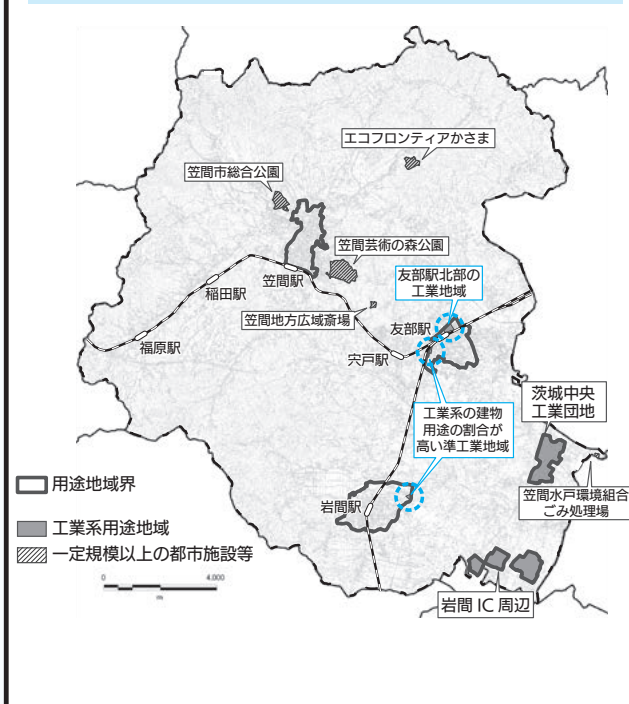 エコフロンティアかさま
笠間市総合公園
笠間芸術の森公園
友部駅北部の
工業地域
笠間駅
稲田駅
笠間地方広域斎場
友部駅
福原駅
宍戸駅
茨城中央
工業団地
工業系の建物
用途の割合が
高い準工業地域
用途地域界
岩間駅
笠間水戸環境組合
ごみ処理場
工業系用途地域
一定規模以上の都市施設等
0 4,000
m
岩間 IC 周辺